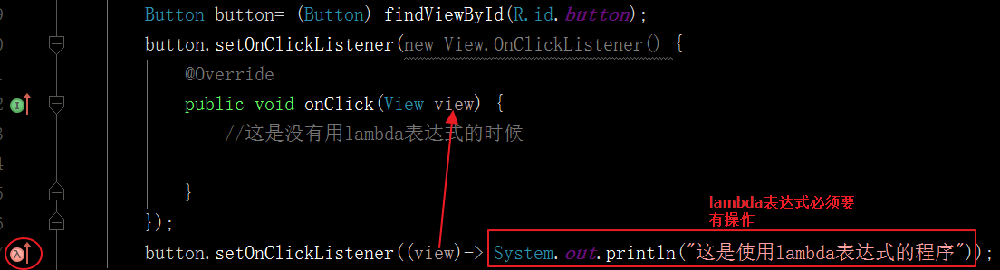 Button button= (Button) findViewById(R.id.button);
button.setOnClickListener(new View.OnClickListener() {
@Override
public void onClick(View view) {
//这是没有用lambda表达式的时候
}
});
lambda表达式必须要
有操作
button.setOnClickListener((view)-> System.out.println("这是使用lambda表达式的程序"));